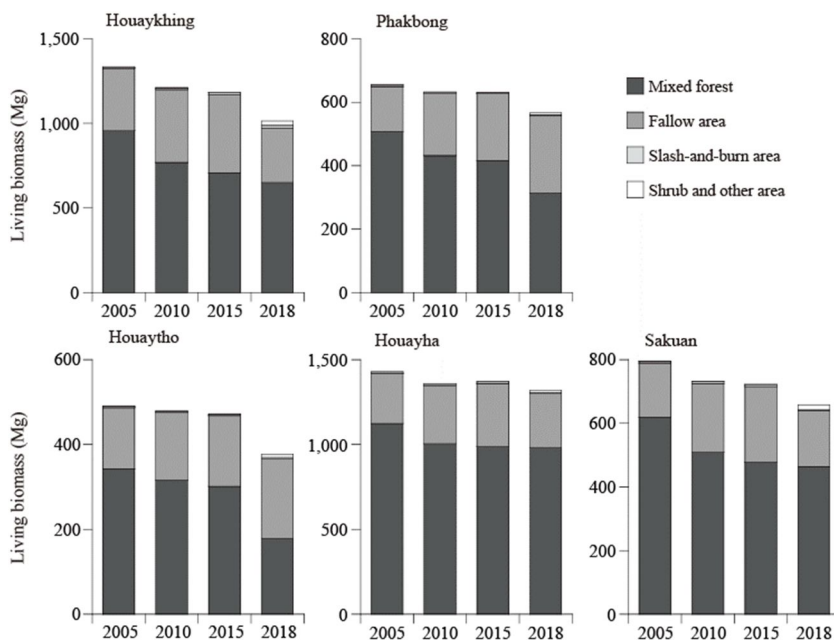 Houaykhing
Living biomass (Mg)
1,500
1,000
500
0
2005 2010 2015 2018
Phakbong
800
600
400
200
0
2005 2010 2015 2018
Mixed forest
Fallow area
Slash-and-burn area
Shrub and other area
Houaytho
Living biomass (Mg)
600
400
200
0
2005 2010 2015 2018
Houayha
1,500
1,000
500
0
2005 2010 2015 2018
Sakuan
800
600
400
200
0
2005 2010 2015 2018